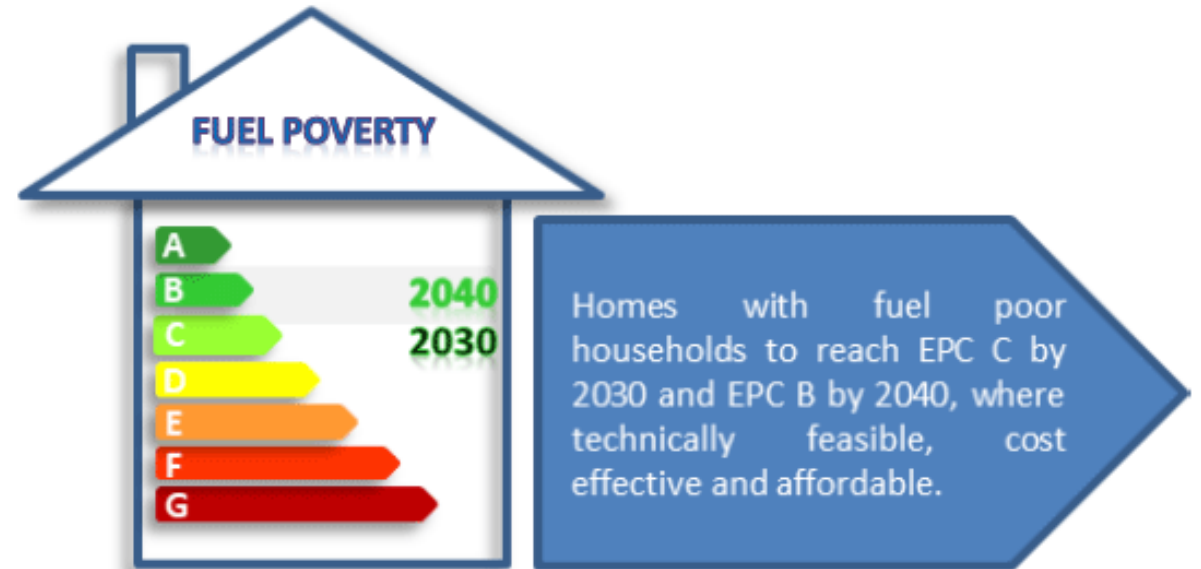 FUEL POVERTY
A
B
2040
C
2030
D
E
F
G
Homes with fuel poor
households to reach EPC C by
2030 and EPC B by 2040, where
technically feasible, cost
effective and affordable.